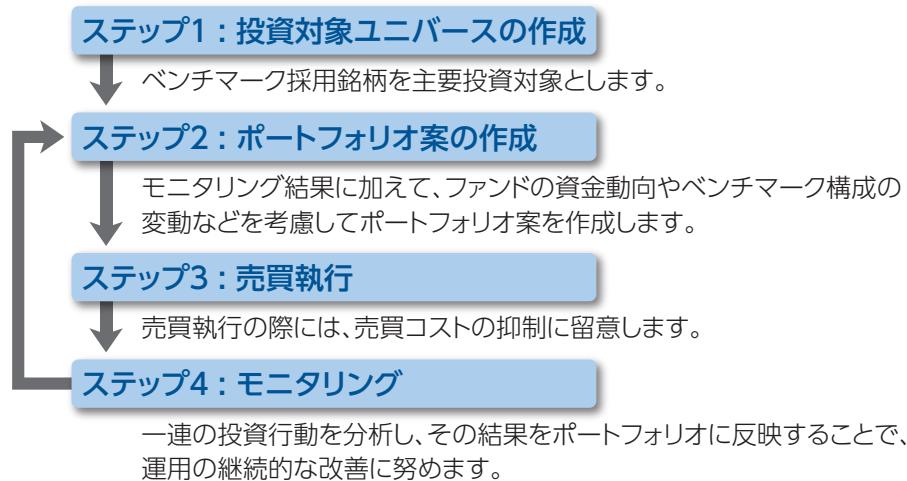 ステップ1：投資対象ユニバースの作成
ベンチマーク採用銘柄を主要投資対象とします。
ステップ2：ポートフォリオ案の作成
モニタリング結果に加えて、ファンドの資金動向やベンチマーク構成の
変動などを考慮してポートフォリオ案を作成します。
ステップ3：売買執行
売買執行の際には、売買コストの抑制に留意します。
ステップ4：モニタリング
一連の投資行動を分析し、その結果をポートフォリオに反映することで、
運用の継続的な改善に努めます。